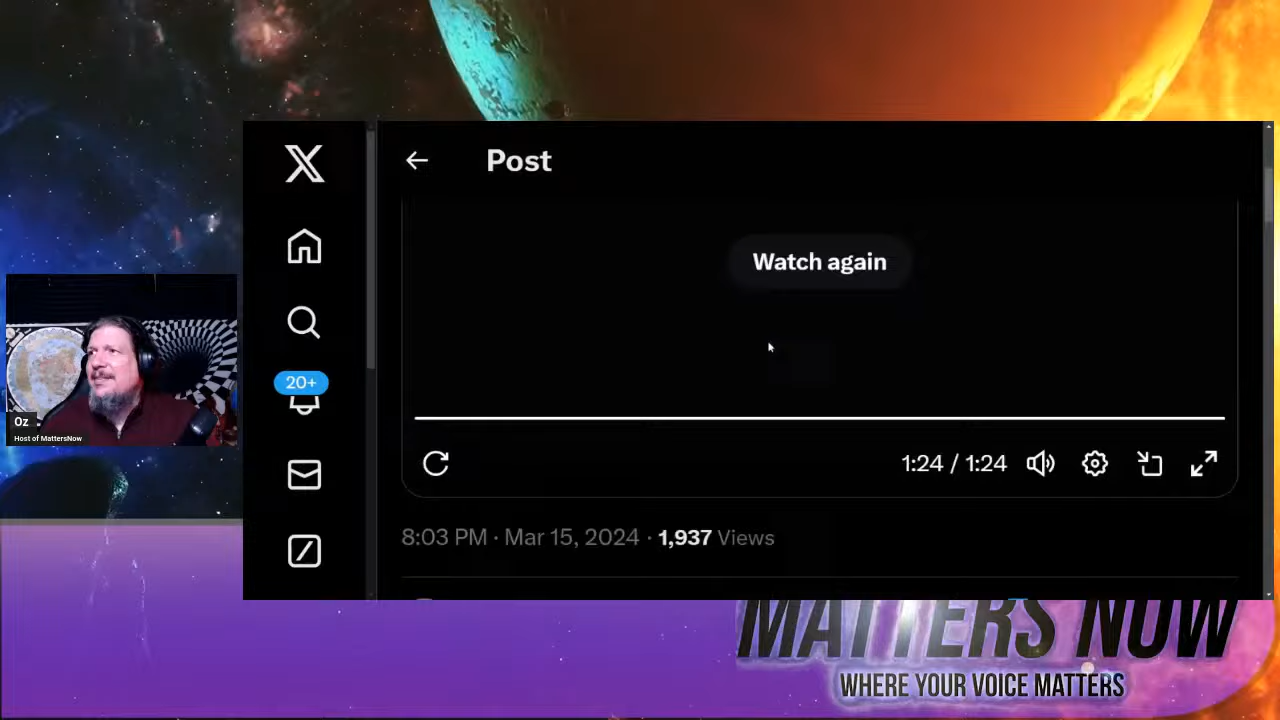 Post
Watch again
20+
1:24 / 1:24
8:03 PM · Mar 15, 2024 · 1,937 Views
Oz
Host of MattersNow
MATTERS NOW
WHERE YOUR VOICE MATTERS